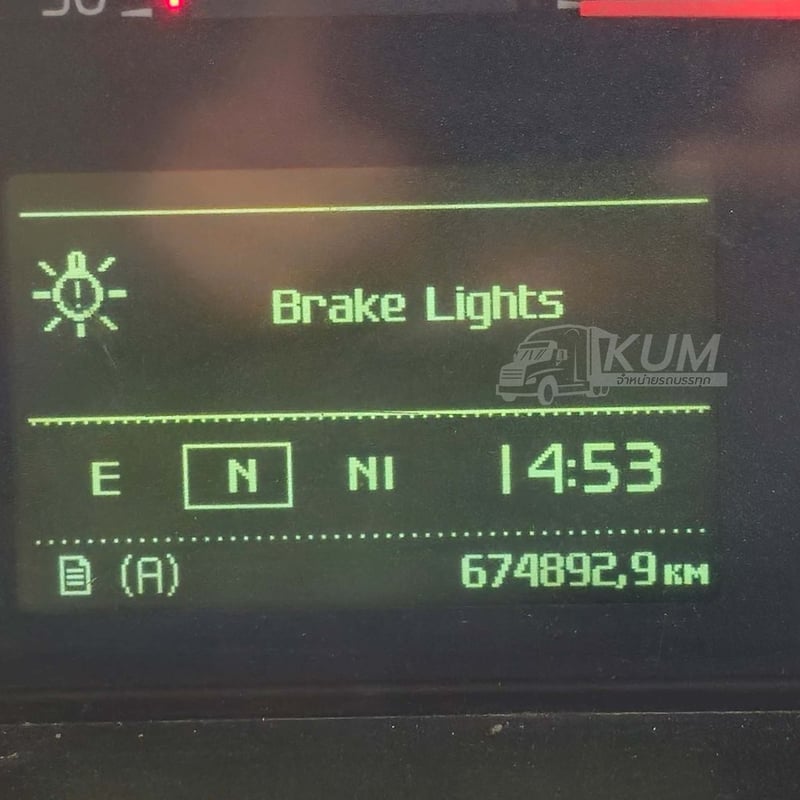 Brake Lights
KUM
จำหน่ายรถบรรทุก
E N NI 14:53
(A) 674892,9 км